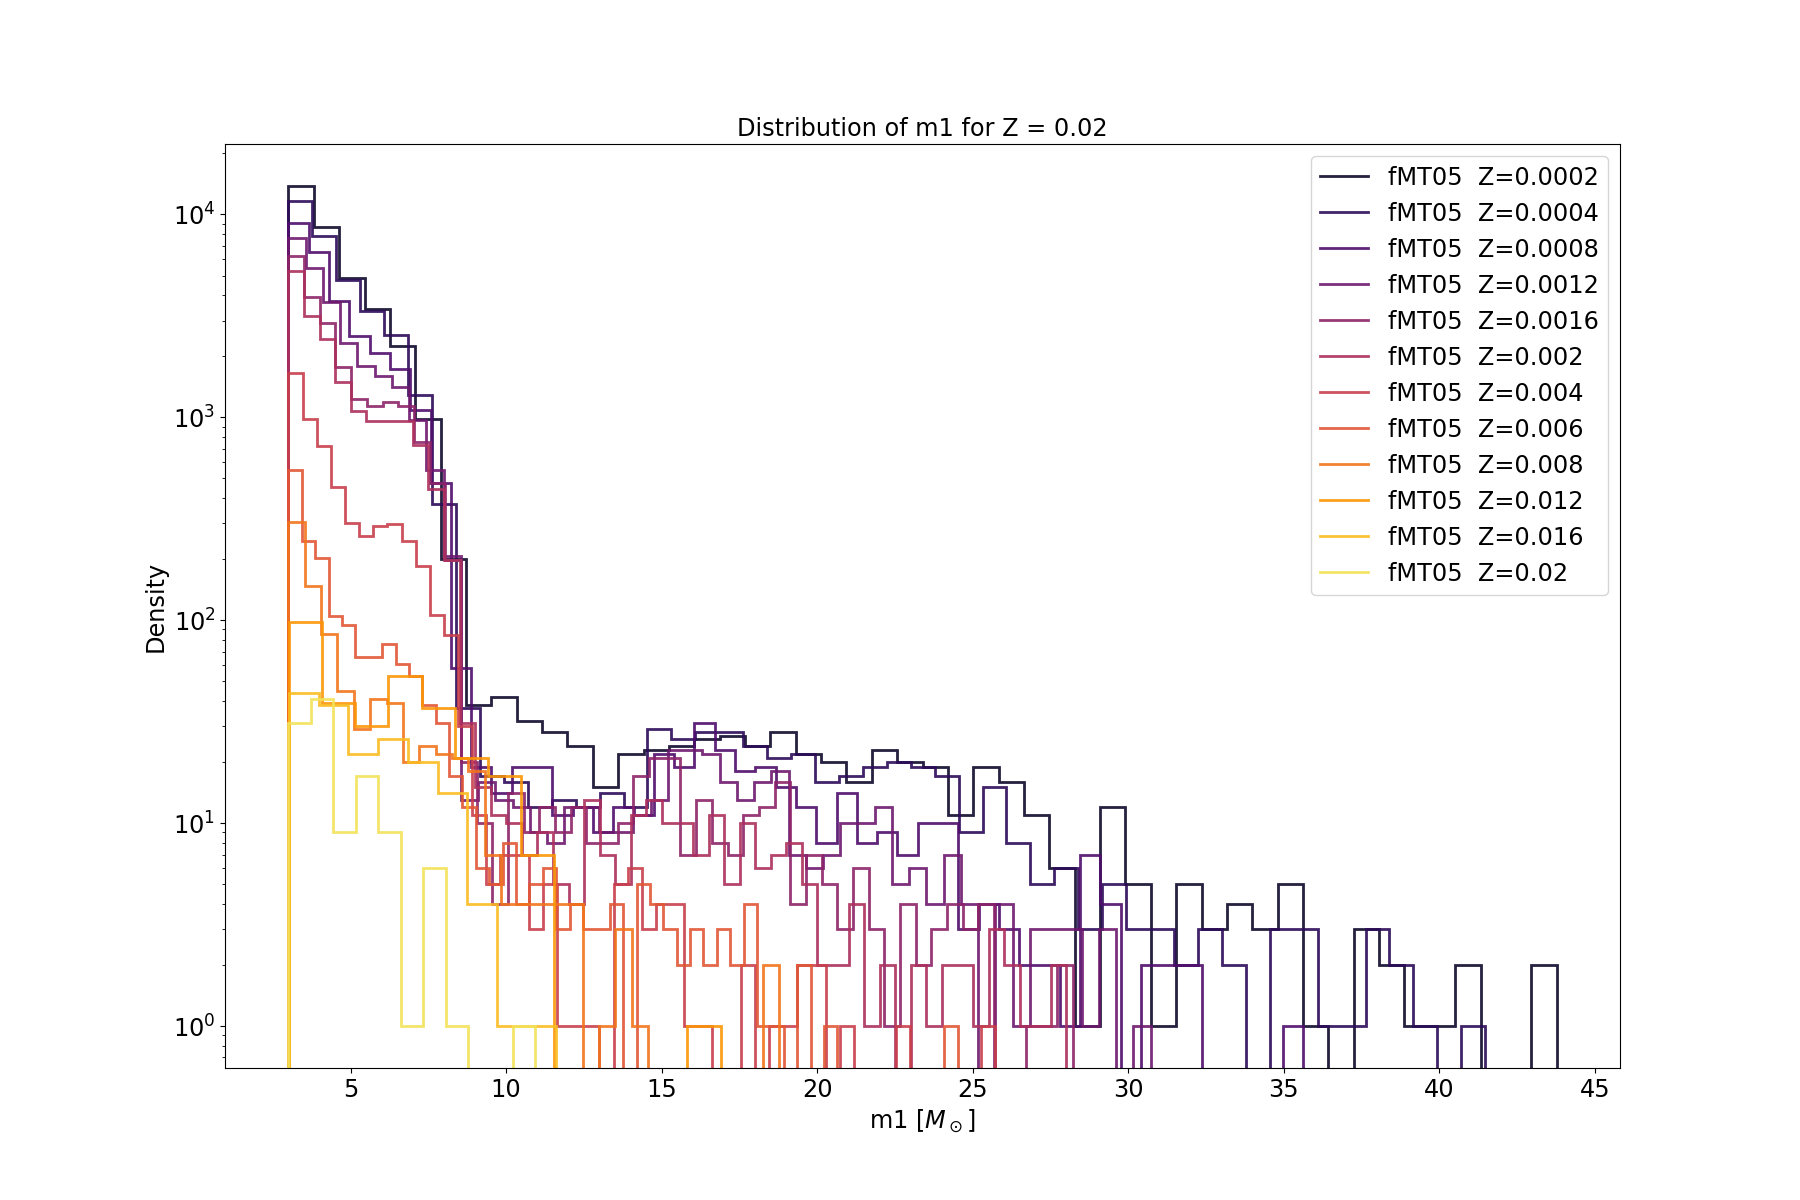 Distribution of m1 for Z = 0.02
fMT05  Z=0.0002
fMT05  Z=0.0004
fMT05  Z=0.0008
fMT05  Z=0.0012
fMT05  Z=0.0016
fMT05  Z=0.002
fMT05  Z=0.004
fMT05  Z=0.006
fMT05  Z=0.008
fMT05  Z=0.012
fMT05  Z=0.016
fMT05  Z=0.02
Density
10⁴
10³
10²
10¹
10⁰
5 10 15 20 25 30 35 40 45
m1 [M_⊙]